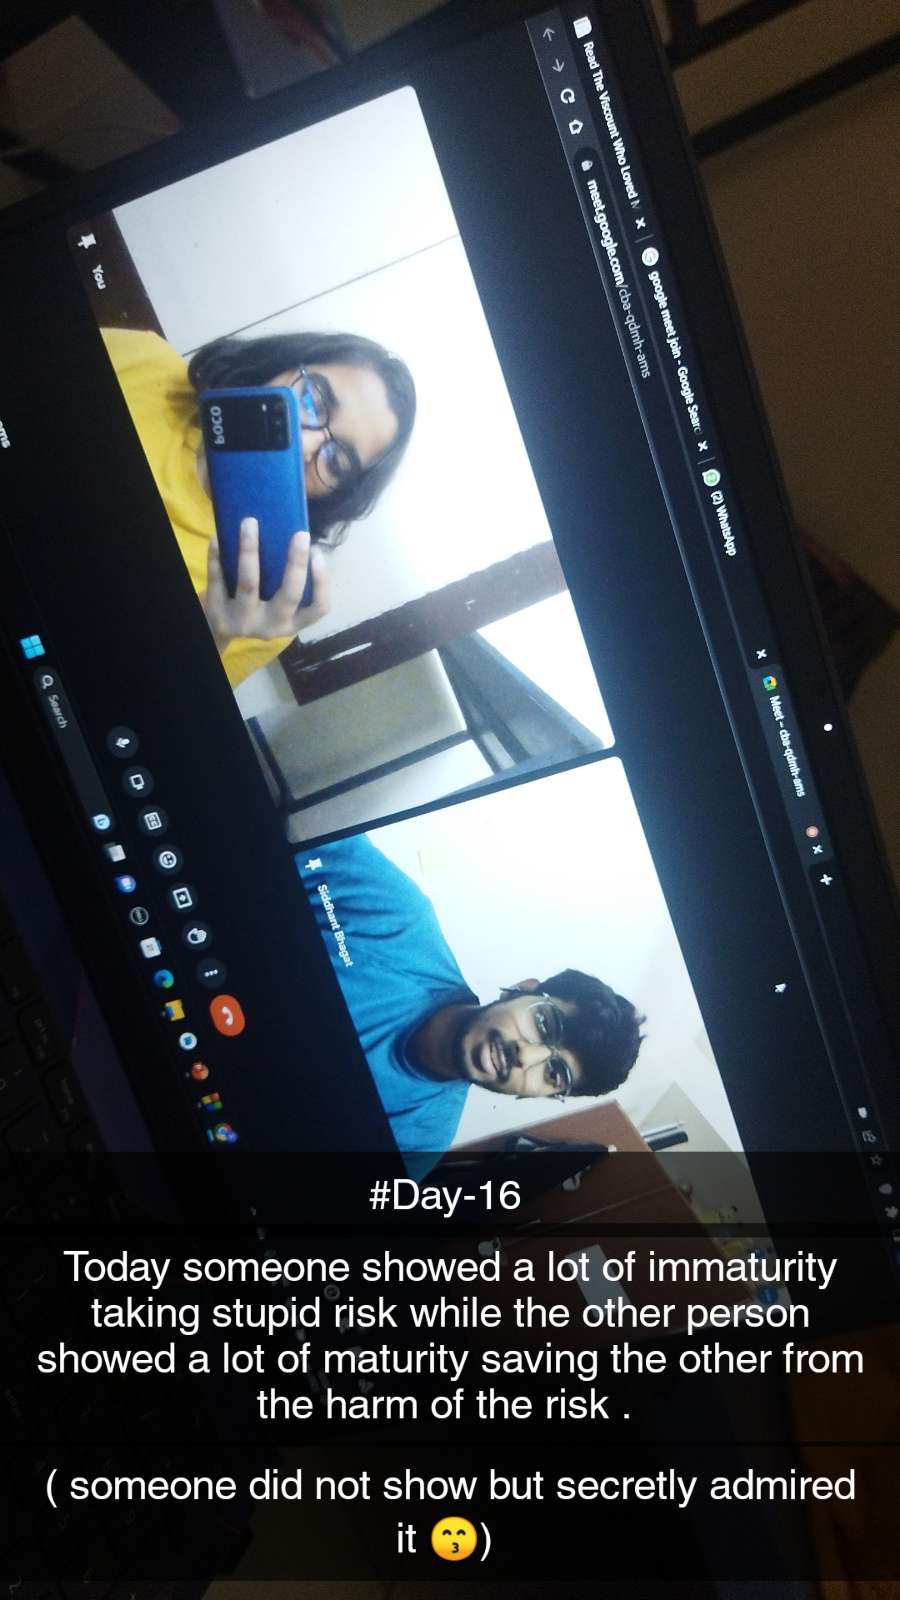 Read The Viscount Who Loved M
google meet join - Google Searc
(2) WhatsApp
Meet - cba-qdmh-ams
meet.google.com/cba-qdmh-ams
You
POCO
Siddhant Bhagat
Search
#Day-16
Today someone showed a lot of immaturity
taking stupid risk while the other person
showed a lot of maturity saving the other from
the harm of the risk .
( someone did not show but secretly admired
it 😙)